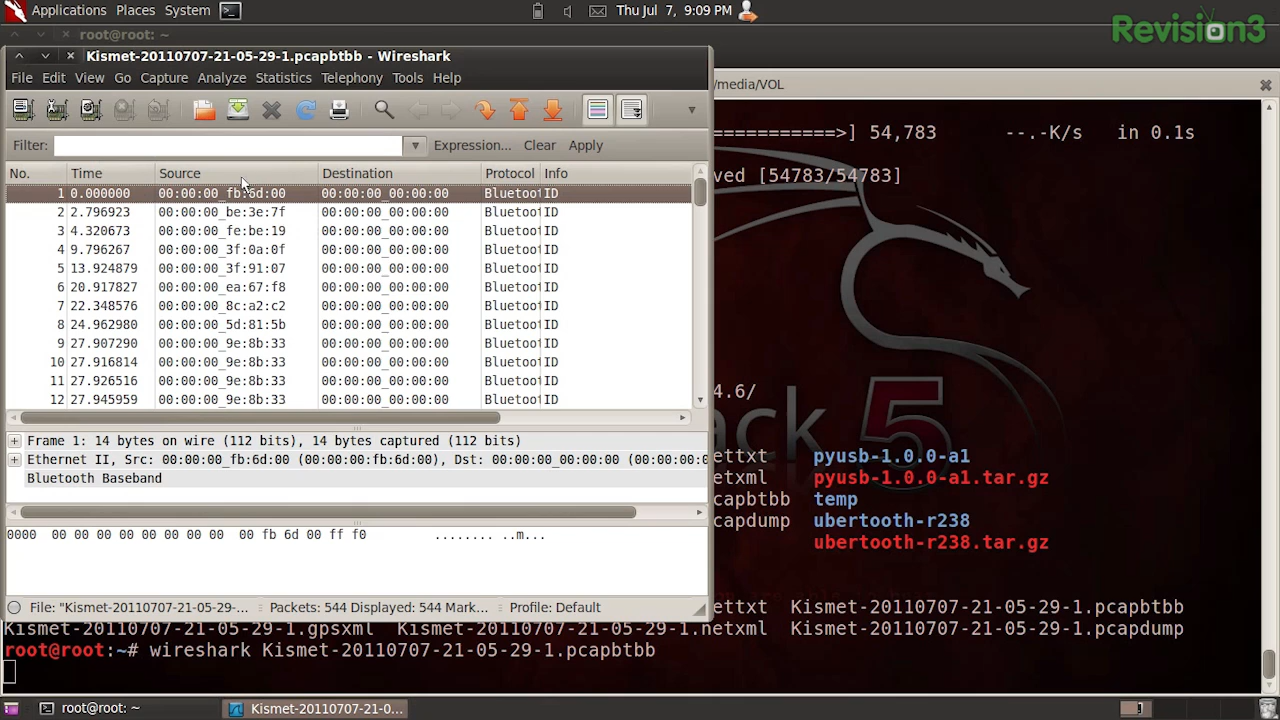 Applications Places System Thu Jul 7, 9:09 PM
Revision3
root@root: ~
Kismet-20110707-21-05-29-1.pcapbtbb - Wireshark
/media/VOL
File Edit View Go Capture Analyze Statistics Telephony Tools Help
Filter: Expression... Clear Apply
No. Time Source Destination Protocol Info
1 0.000000 00:00:00_fb:6d:00 00:00:00_00:00:00 Bluetoot ID
2 2.796923 00:00:00_be:3e:7f 00:00:00_00:00:00 Bluetoot ID
3 4.320673 00:00:00_fe:be:19 00:00:00_00:00:00 Bluetoot ID
4 9.796267 00:00:00_3f:0a:0f 00:00:00_00:00:00 Bluetoot ID
5 13.924879 00:00:00_3f:91:07 00:00:00_00:00:00 Bluetoot ID
6 20.917827 00:00:00_ea:67:f8 00:00:00_00:00:00 Bluetoot ID
7 22.348576 00:00:00_8c:a2:c2 00:00:00_00:00:00 Bluetoot ID
8 24.962980 00:00:00_5d:81:5b 00:00:00_00:00:00 Bluetoot ID
9 27.907290 00:00:00_9e:8b:33 00:00:00_00:00:00 Bluetoot ID
10 27.916814 00:00:00_9e:8b:33 00:00:00_00:00:00 Bluetoot ID
11 27.926516 00:00:00_9e:8b:33 00:00:00_00:00:00 Bluetoot ID
12 27.945959 00:00:00_9e:8b:33 00:00:00_00:00:00 Bluetoot ID
Frame 1: 14 bytes on wire (112 bits), 14 bytes captured (112 bits)
Ethernet II, Src: 00:00:00_fb:6d:00 (00:00:00:fb:6d:00), Dst: 00:00:00_00:00:00 (00:00:00:0
Bluetooth Baseband
0000 00 00 00 00 00 00 00 00 fb 6d 00 ff f0 ........ ..m...
File: "Kismet-20110707-21-05-29-... Packets: 544 Displayed: 544 Mark... Profile: Default
===========>] 54,783 --.-K/s in 0.1s
ved [54783/54783]
4.6/
ack 5
ettxt pyusb-1.0.0-a1
etxml pyusb-1.0.0-a1.tar.gz
capbtbb temp
capdump ubertooth-r238
ubertooth-r238.tar.gz
ettxt Kismet-20110707-21-05-29-1.pcapbtbb
Kismet-20110707-21-05-29-1.gpsxml Kismet-20110707-21-05-29-1.netxml Kismet-20110707-21-05-29-1.pcapdump
root@root:~# wireshark Kismet-20110707-21-05-29-1.pcapbtbb
root@root: ~ Kismet-20110707-21-0...